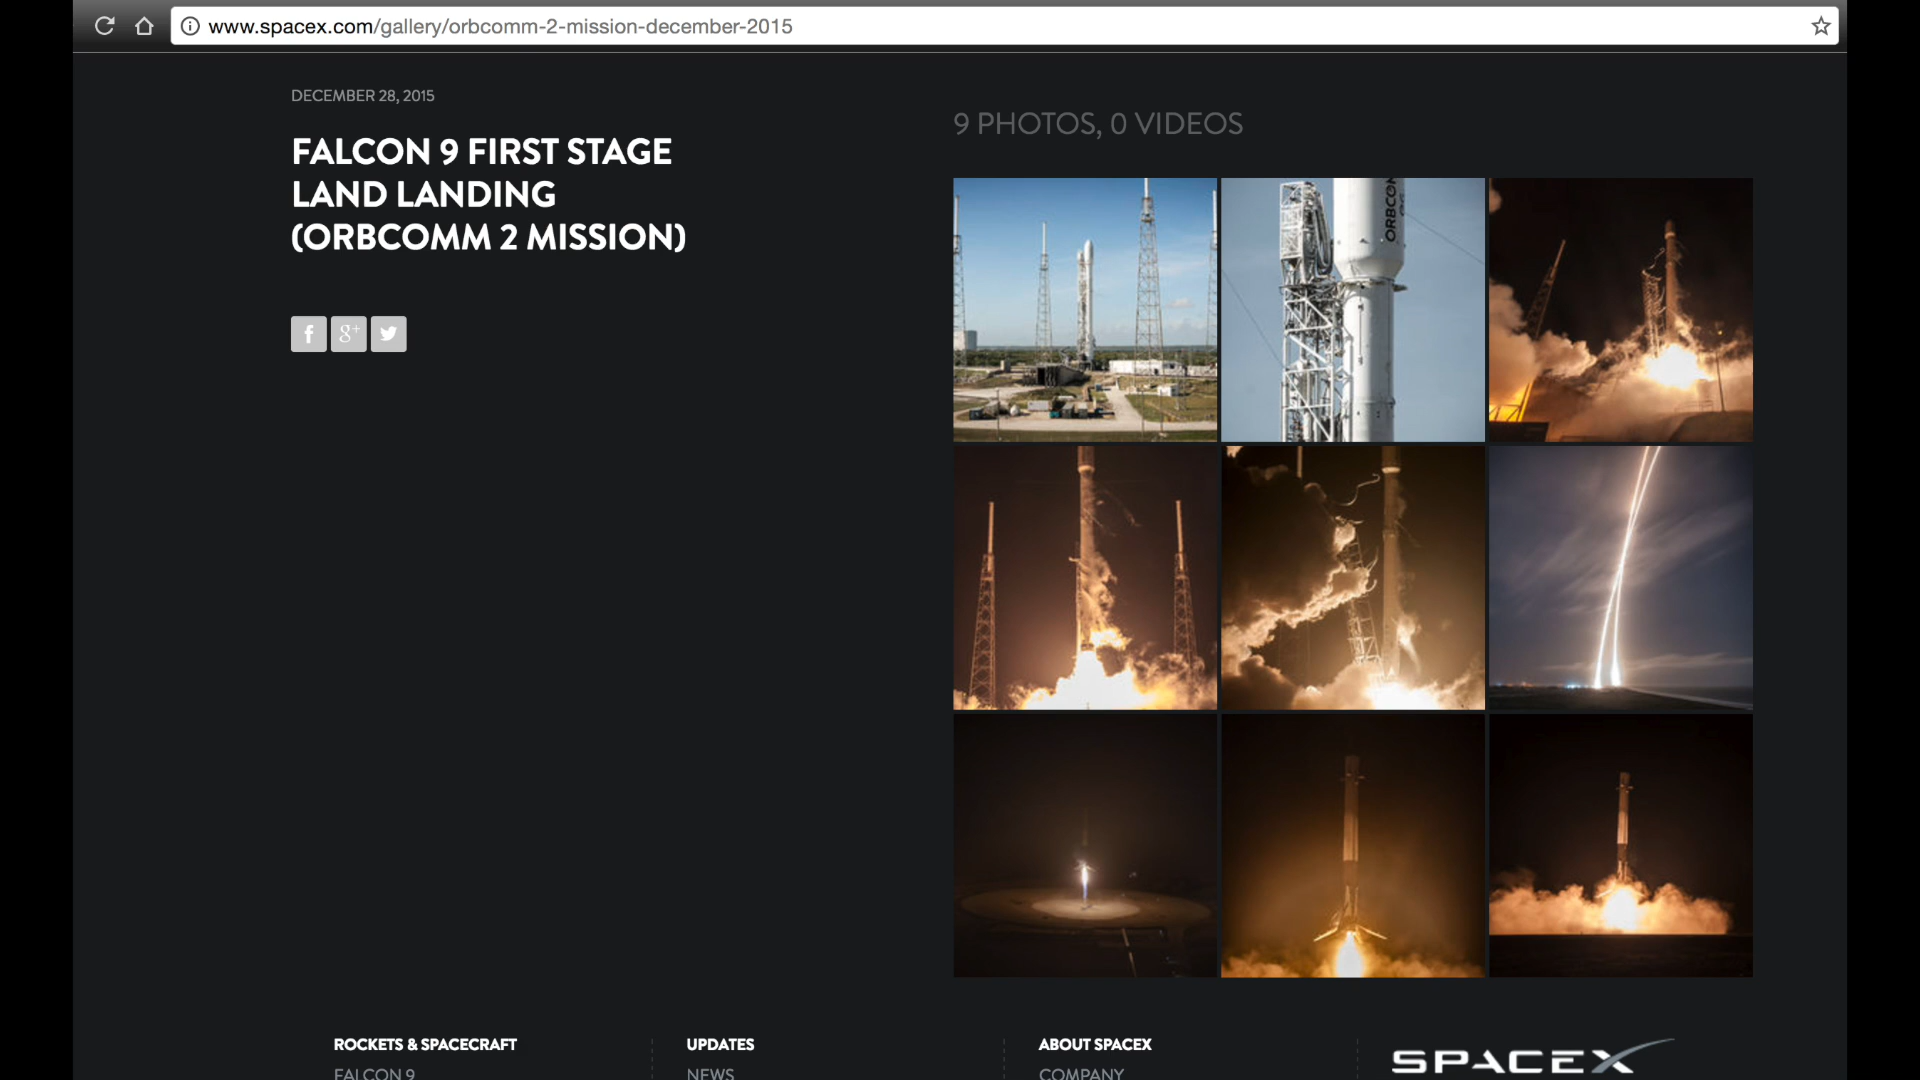 www.spacex.com/gallery/orbcomm-2-mission-december-2015
DECEMBER 28, 2015
FALCON 9 FIRST STAGE
LAND LANDING
(ORBCOMM 2 MISSION)
9 PHOTOS, 0 VIDEOS
ORBCOM
ROCKETS & SPACECRAFT
FALCON 9
UPDATES
NEWS
ABOUT SPACEX
COMPANY
SPACEX